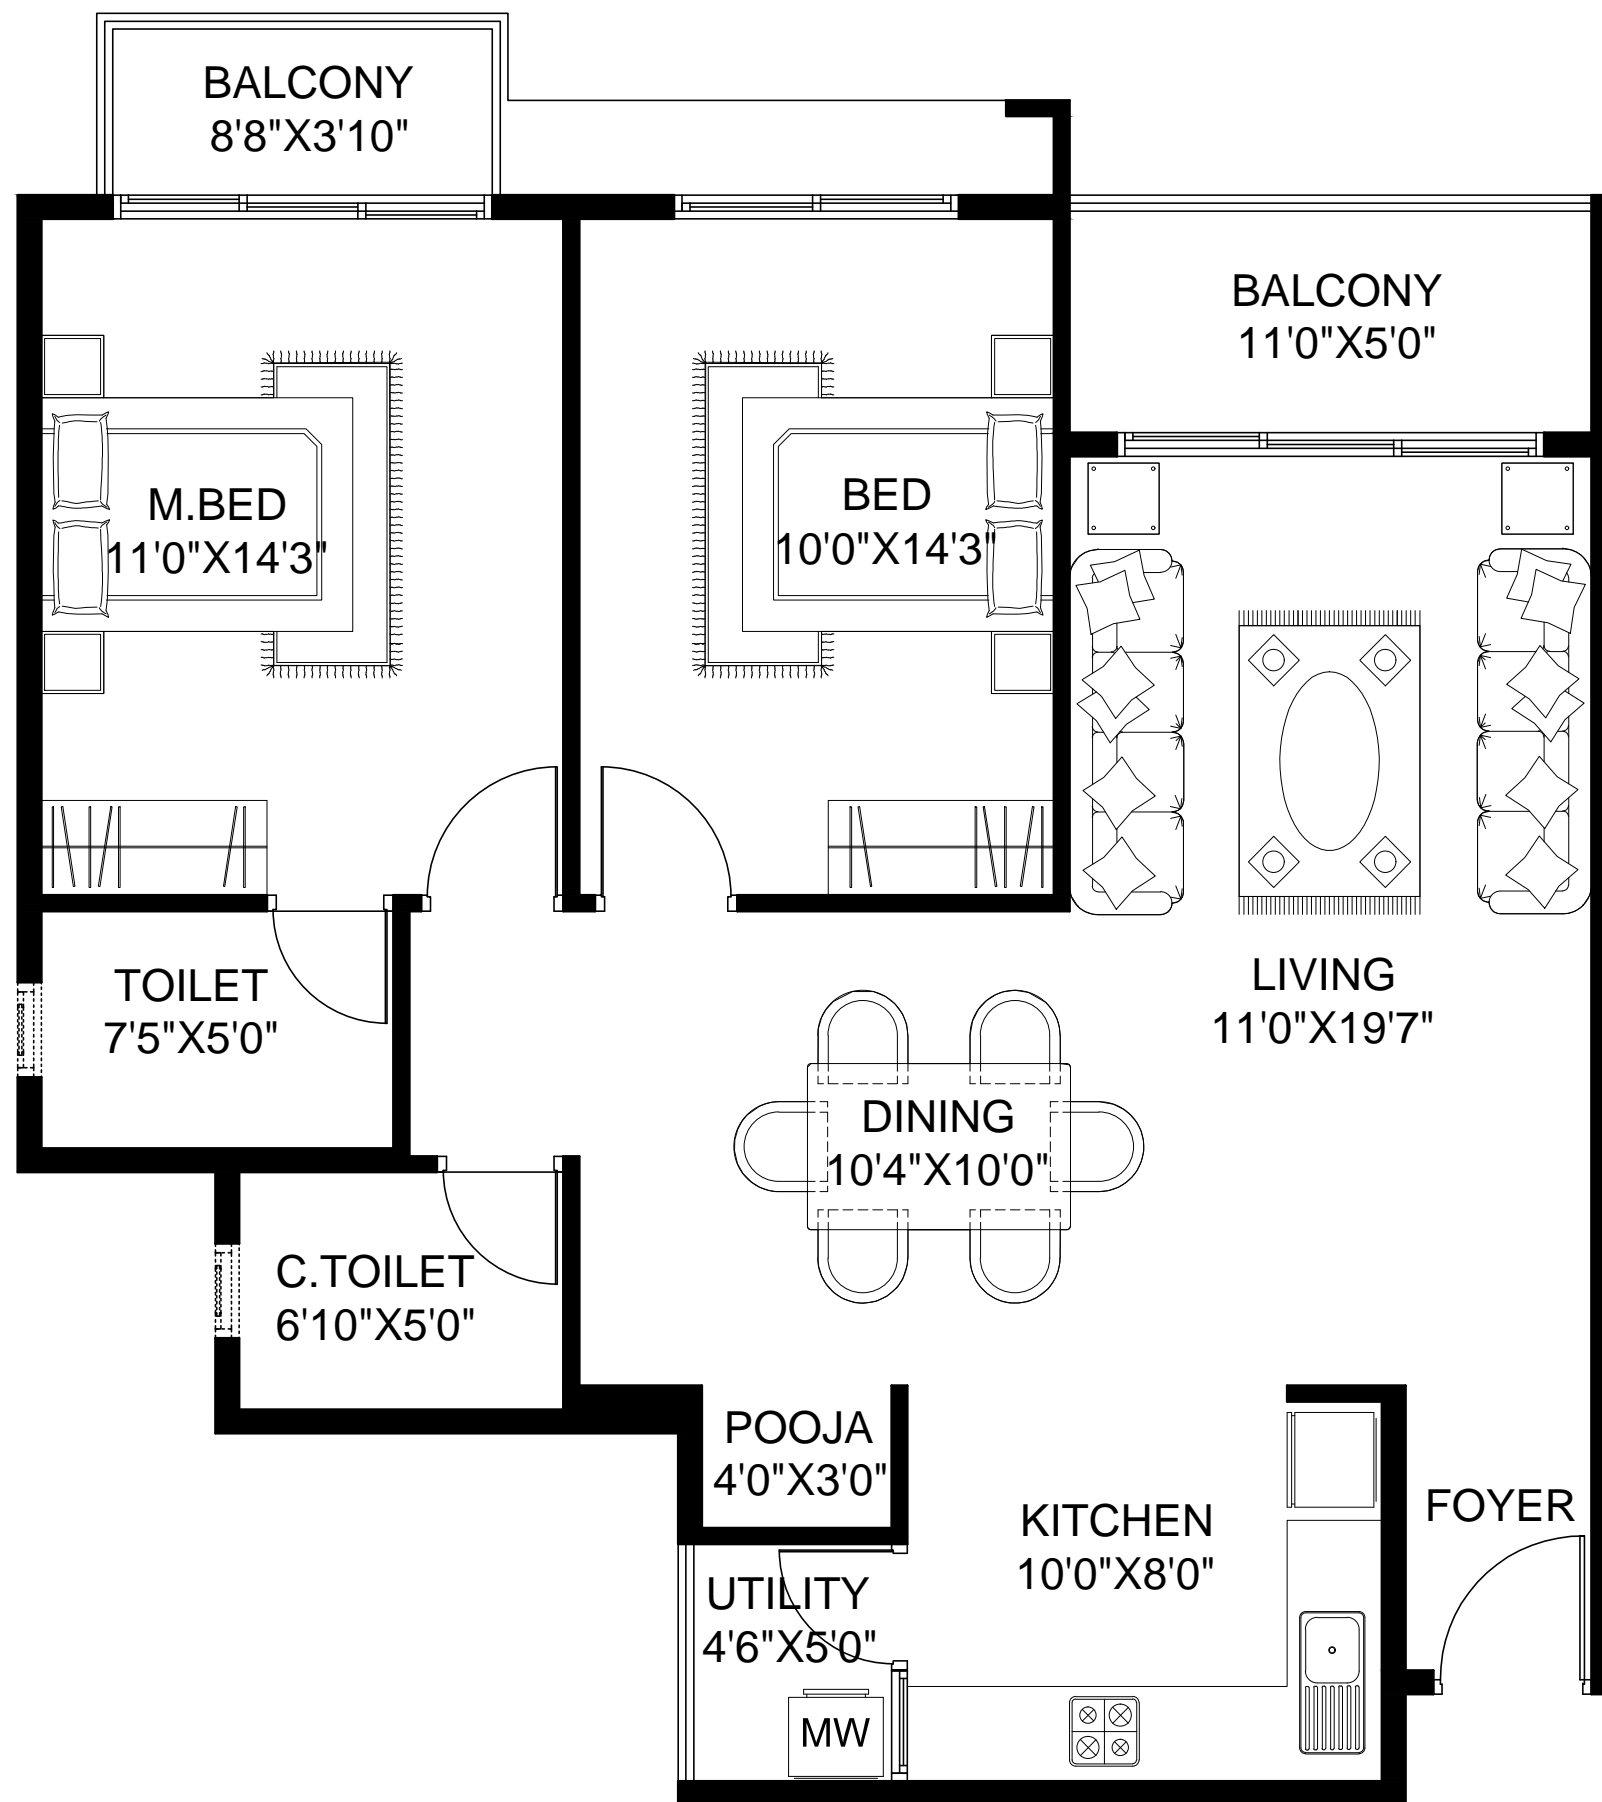 BALCONY
8'8"X3'10"
BALCONY
11'0"X5'0"
M.BED
11'0"X14'3"
BED
10'0"X14'3"
TOILET
7'5"X5'0"
LIVING
11'0"X19'7"
DINING
10'4"X10'0"
C.TOILET
6'10"X5'0"
POOJA
4'0"X3'0"
KITCHEN
10'0"X8'0"
FOYER
UTILITY
4'6"X5'0"
MW